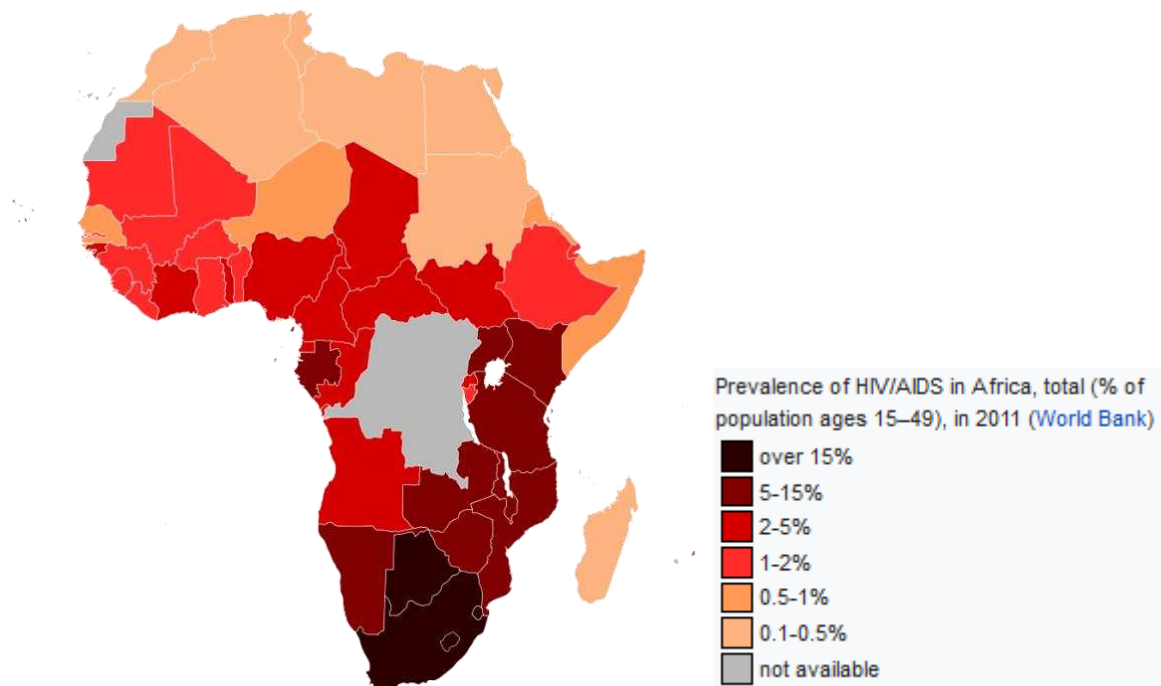 Prevalence of HIV/AIDS in Africa, total (% of
population ages 15–49), in 2011 (World Bank)
over 15%
5-15%
2-5%
1-2%
0.5-1%
0.1-0.5%
not available